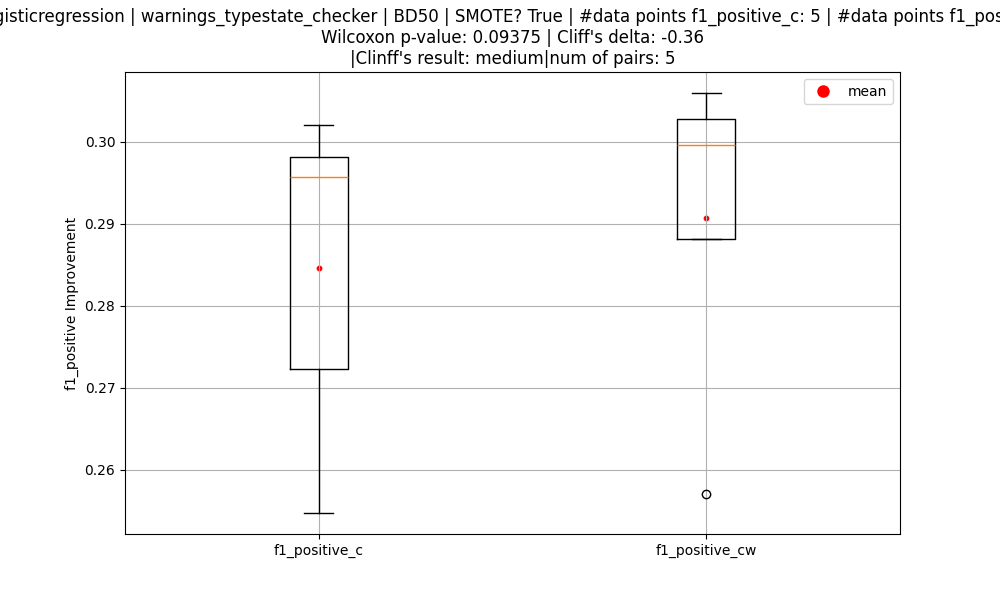 | warnings_typestate_checker | BD50 | SMOTE? True | #data points f1_positive_c: 5 | #data points
Wilcoxon p-value: 0.09375 | Cliff's delta: -0.36
|Clinff's result: medium|num of pairs: 5
mean
0.30
0.29
0.28
0.27
0.26
f1_positive Improvement
f1_positive_c
f1_positive_cw